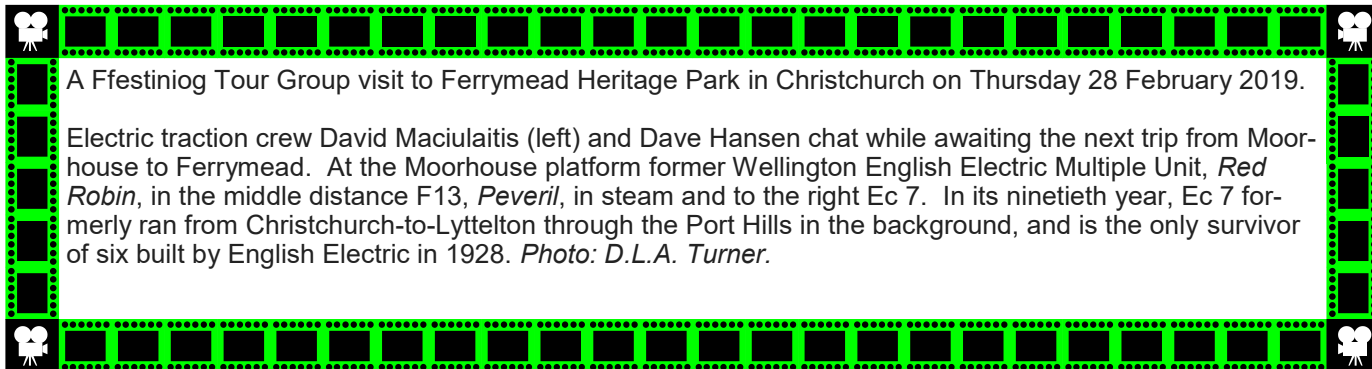 A Ffestiniog Tour Group visit to Ferrymead Heritage Park in Christchurch on Thursday 28 February 2019.
Electric traction crew David Maciulaitis (left) and Dave Hansen chat while awaiting the next trip from Moor-
house to Ferrymead.  At the Moorhouse platform former Wellington English Electric Multiple Unit, Red
Robin, in the middle distance F13, Peveril, in steam and to the right Ec 7.  In its ninetieth year, Ec 7 for-
merly ran from Christchurch-to-Lyttelton through the Port Hills in the background, and is the only survivor
of six built by English Electric in 1928. Photo: D.L.A. Turner.